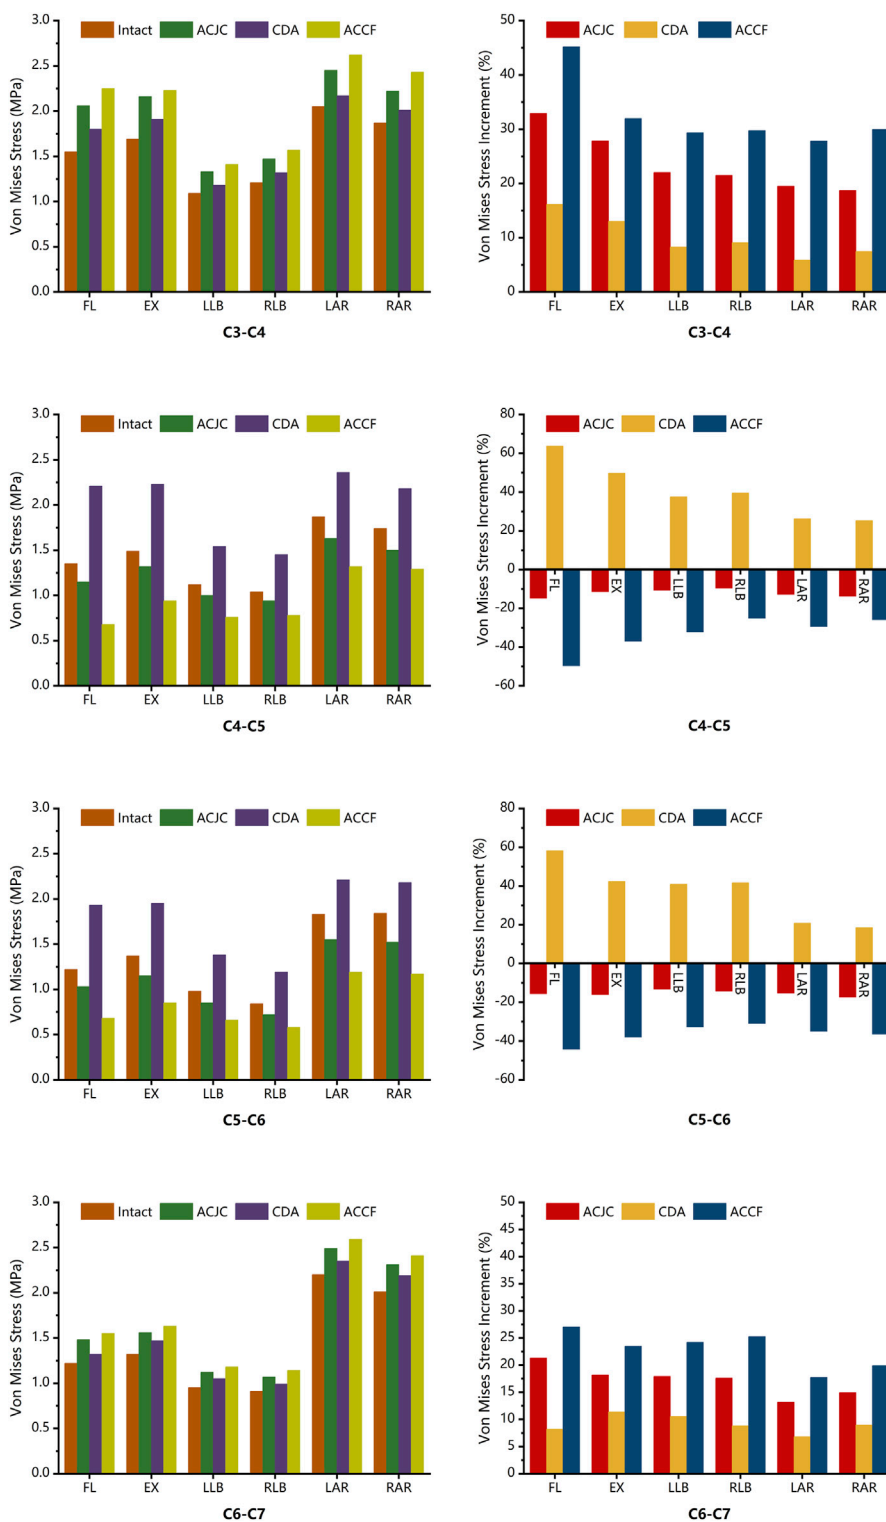 Intact ACJC CDA ACCF
Von Mises Stress (MPa)
3.0
2.5
2.0
1.5
1.0
0.5
0.0
FL EX LLB RLB LAR RAR
C3-C4
ACJC CDA ACCF
Von Mises Stress Increment (%)
50
40
30
20
10
0
FL EX LLB RLB LAR RAR
C3-C4
Intact ACJC CDA ACCF
Von Mises Stress (MPa)
3.0
2.5
2.0
1.5
1.0
0.5
0.0
FL EX LLB RLB LAR RAR
C4-C5
ACJC CDA ACCF
Von Mises Stress Increment (%)
80
60
40
20
0
-20
-40
-60
FL EX LLB RLB LAR RAR
C4-C5
Intact ACJC CDA ACCF
Von Mises Stress (MPa)
3.0
2.5
2.0
1.5
1.0
0.5
0.0
FL EX LLB RLB LAR RAR
C5-C6
ACJC CDA ACCF
Von Mises Stress Increment (%)
80
60
40
20
0
-20
-40
-60
FL EX LLB RLB LAR RAR
C5-C6
Intact ACJC CDA ACCF
Von Mises Stress (MPa)
3.0
2.5
2.0
1.5
1.0
0.5
0.0
FL EX LLB RLB LAR RAR
C6-C7
ACJC CDA ACCF
Von Mises Stress Increment (%)
50
45
40
35
30
25
20
15
10
5
0
FL EX LLB RLB LAR RAR
C6-C7